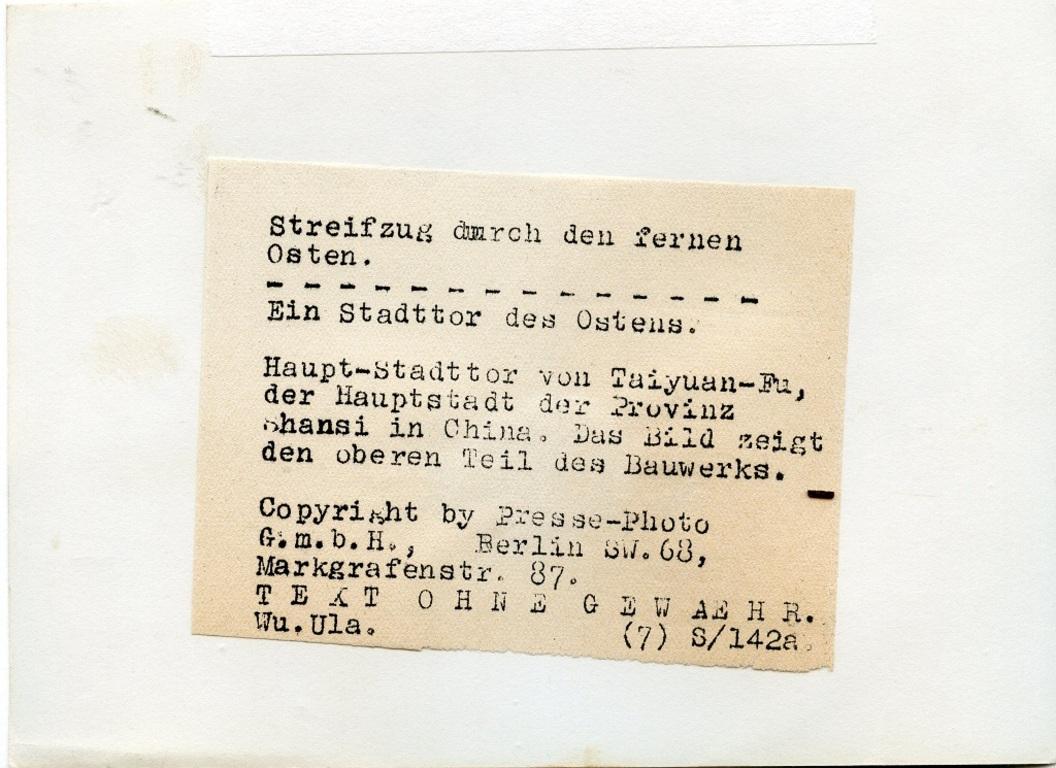 Streifzug durch den fernen
Osten.
- - - - - - - - - - - - - -
Ein Stadttor des Ostens.
Haupt-Stadttor von Taiyuan-Fu,
der Hauptstadt der Provinz
Shansi in China. Das Bild zeigt
den oberen Teil des Bauwerks.
Copyright by Presse-Photo
G.m.b.H., Berlin SW.68,
Markgrafenstr. 87.
T E X T O H N E G E W AE H R.
Wu.Ula. (7) S/142a.